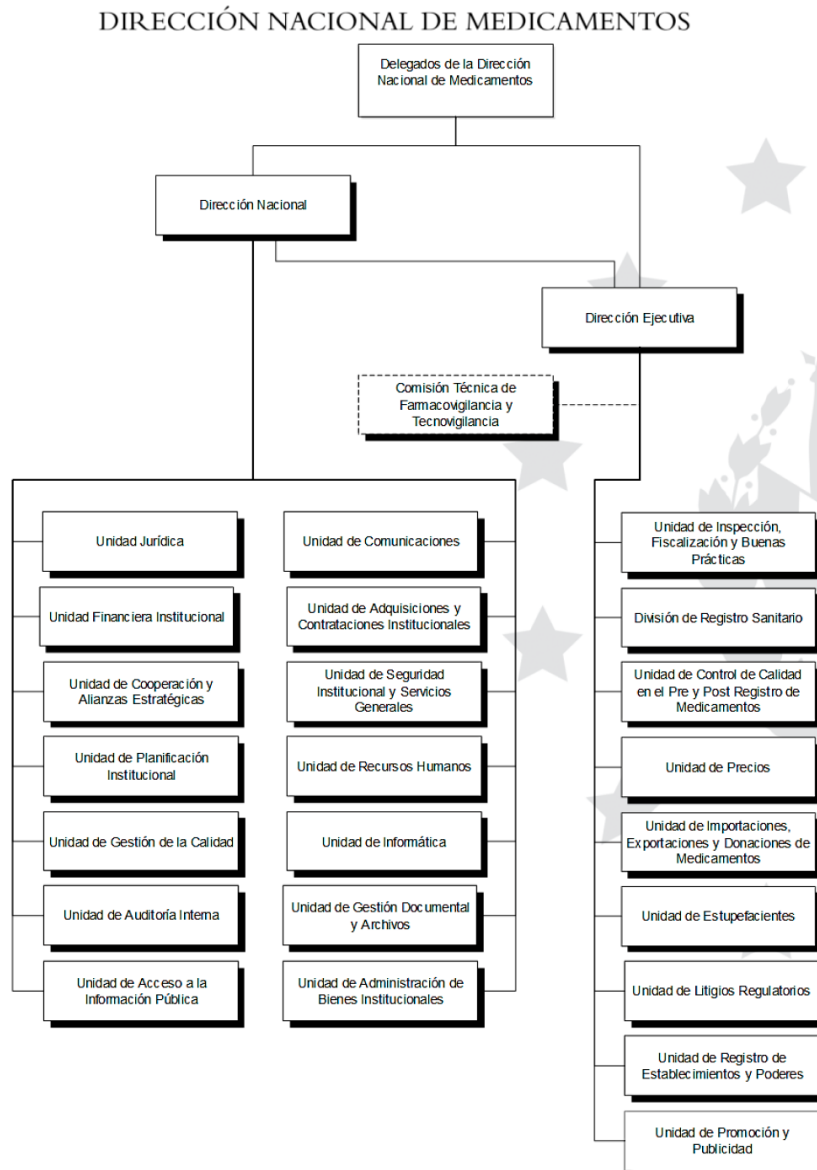 DIRECCIÓN NACIONAL DE MEDICAMENTOS
Delegados de la Dirección
Nacional de Medicamentos
Dirección Nacional
Dirección Ejecutiva
Comisión Técnica de
Farmacovigilancia y
Tecnovigilancia
Unidad Jurídica
Unidad Financiera Institucional
Unidad de Cooperación y
Alianzas Estratégicas
Unidad de Planificación
Institucional
Unidad de Gestión de la Calidad
Unidad de Auditoría Interna
Unidad de Acceso a la
Información Pública
Unidad de Comunicaciones
Unidad de Adquisiciones y
Contrataciones Institucionales
Unidad de Seguridad
Institucional y Servicios
Generales
Unidad de Recursos Humanos
Unidad de Informática
Unidad de Gestión Documental
y Archivos
Unidad de Administración de
Bienes Institucionales
Unidad de Inspección,
Fiscalización y Buenas
Prácticas
División de Registro Sanitario
Unidad de Control de Calidad
en el Pre y Post Registro de
Medicamentos
Unidad de Precios
Unidad de Importaciones,
Exportaciones y Donaciones de
Medicamentos
Unidad de Estupefacientes
Unidad de Litigios Regulatorios
Unidad de Registro de
Establecimientos y Poderes
Unidad de Promoción y
Publicidad